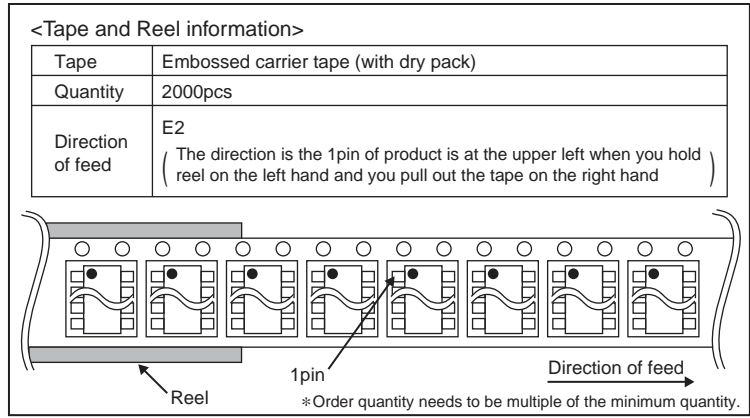 <Tape and Reel information>
Tape Embossed carrier tape (with dry pack)
Quantity 2000pcs
Direction
of feed
E2
( The direction is the 1pin of product is at the upper left when you hold
reel on the left hand and you pull out the tape on the right hand )
1pin
Direction of feed
Reel
*Order quantity needs to be multiple of the minimum quantity.